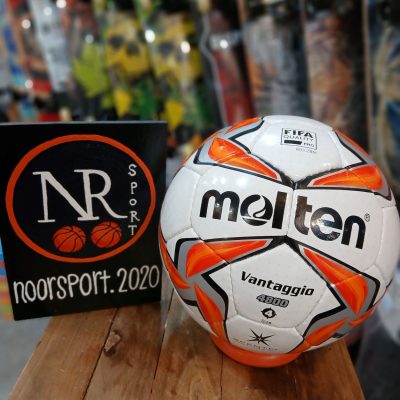 NR
SPORT
noorsport.2020
FIFA
QUALITY
PRO
molten®
Vantaggio
4800
4